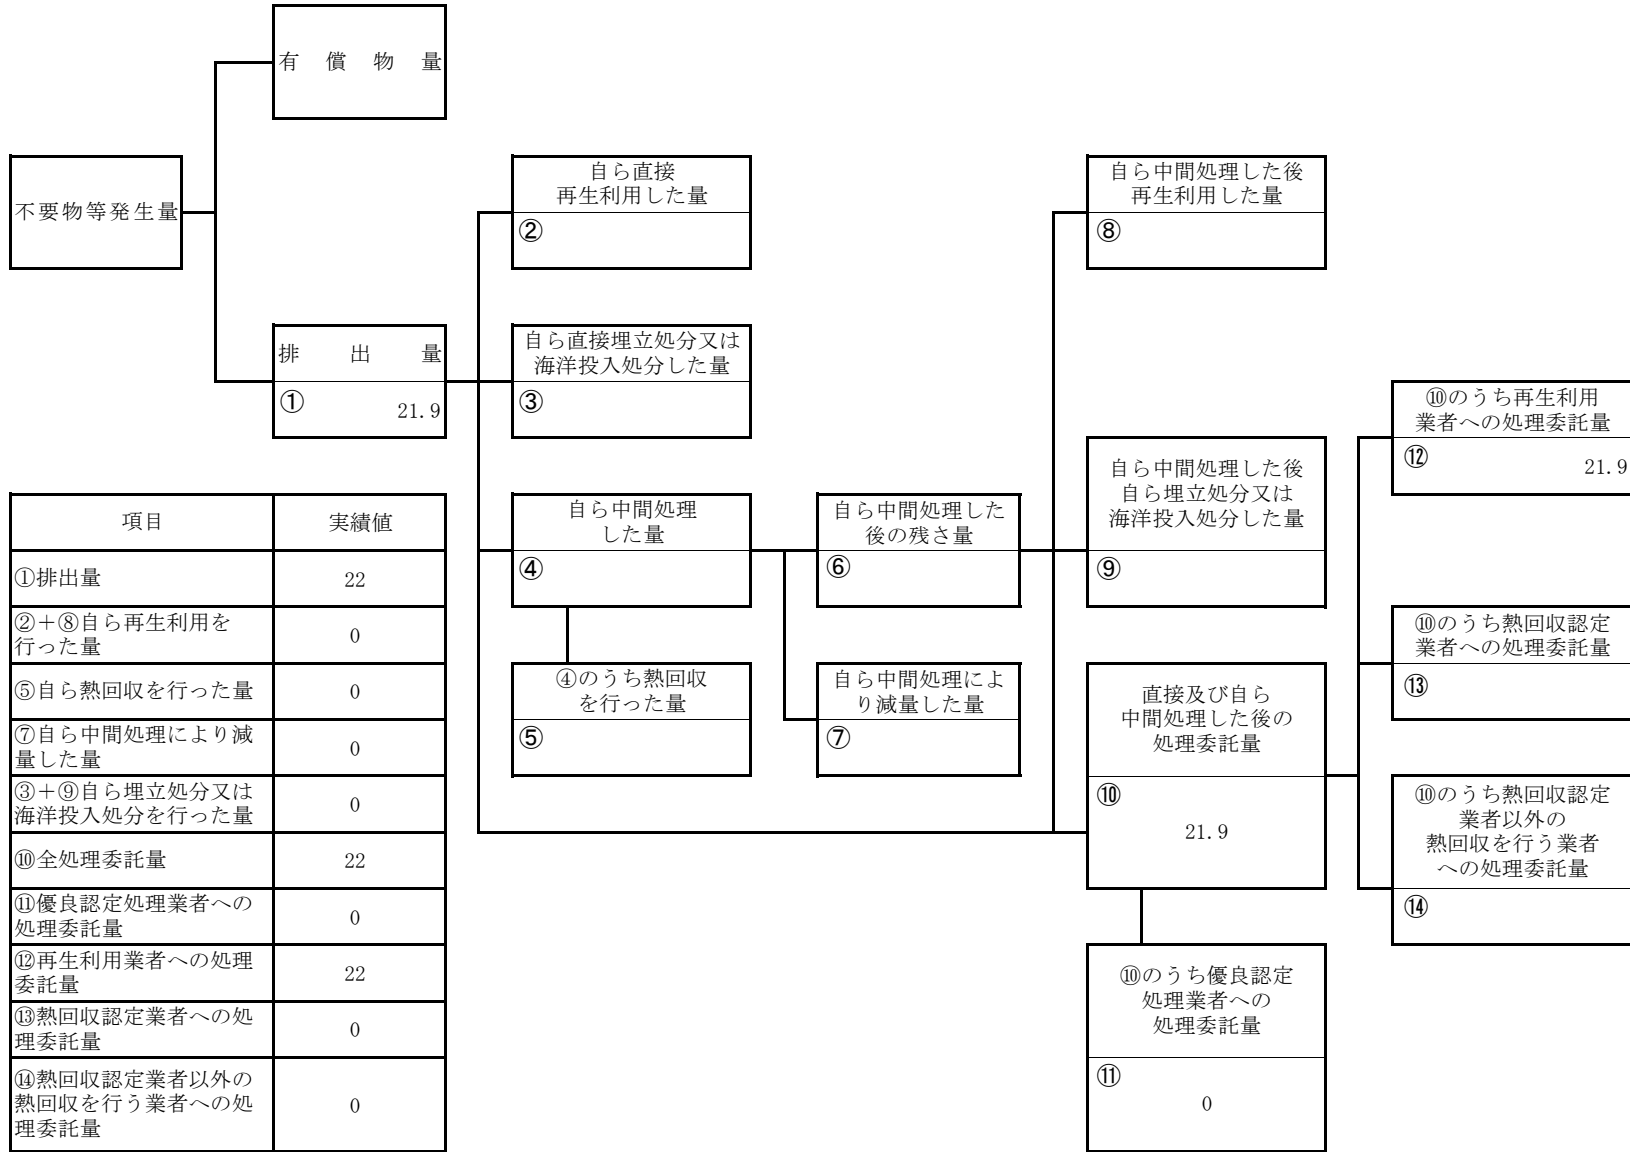 有償物量
不要物等発生量
自ら直接
再生利用した量
②
自ら中間処理した後
再生利用した量
⑧
排出量
①
21.9
自ら直接埋立処分又は
海洋投入処分した量
③
⑩のうち再生利用
業者への処理委託量
⑫
21.9
自ら中間処理
した量
④
自ら中間処理した
後の残さ量
⑥
自ら中間処理した後
自ら埋立処分又は
海洋投入処分した量
⑨
④のうち熱回収
を行った量
⑤
自ら中間処理によ
り減量した量
⑦
直接及び自ら
中間処理した後の
処理委託量
⑩
21.9
⑩のうち熱回収認定
業者への処理委託量
⑬
⑩のうち熱回収認定
業者以外の
熱回収を行う業者
への処理委託量
⑭
⑩のうち優良認定
処理業者への
処理委託量
⑪
0
項目 実績値
①排出量 22
②＋⑧自ら再生利用を
行った量 0
⑤自ら熱回収を行った量 0
⑦自ら中間処理により減
量した量 0
③＋⑨自ら埋立処分又は
海洋投入処分を行った量 0
⑩全処理委託量 22
⑪優良認定処理業者への
処理委託量 0
⑫再生利用業者への処理
委託量 22
⑬熱回収認定業者への処
理委託量 0
⑭熱回収認定業者以外の
熱回収を行う業者への処
理委託量 0